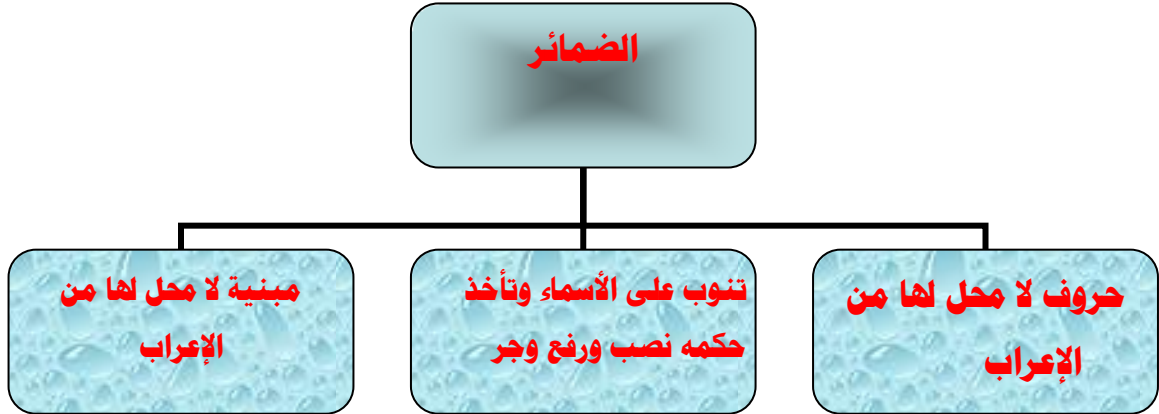 الضمائر
حروف لا محل لها من
الإعراب
تنوب على الأسماء وتأخذ
حكمه نصب ورفع وجر
مبنية لا محل لها من
الإعراب